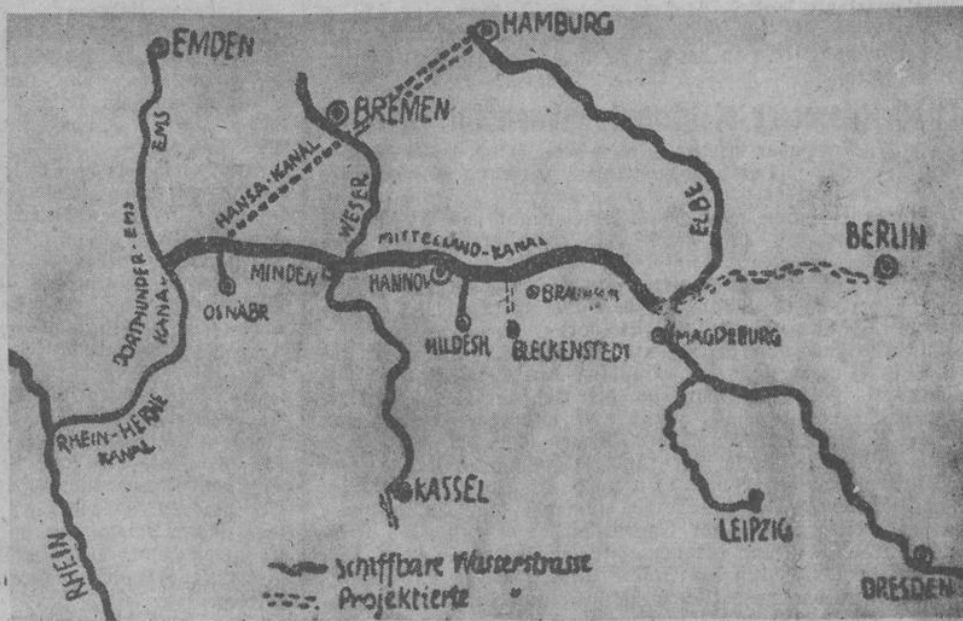 EMDEN
HAMBURG
BREMEN
EMS
HANSA-KANAL
WESER
ELBE
BERLIN
MITTELLAND-KANAL
DORTMUNDER-EMS
KANAL
MINDEN
HANNOV
OSNABR
HILDESH
BLECKENSTEDT
MAGDEBURG
RHEIN-HERNE
KANAL
KASSEL
LEIPZIG
RHEIN
DRESDEN
Schiffbare Wasserstrasse
Projektierte "